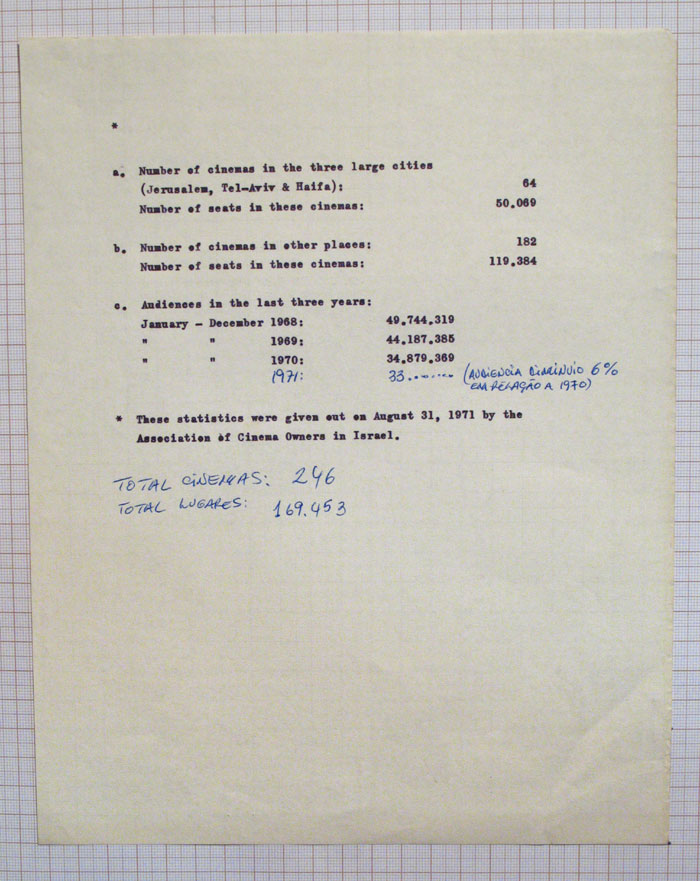 *
a. Number of cinemas in the three large cities
(Jerusalem, Tel-Aviv & Haifa): 64
Number of seats in these cinemas: 50.069
b. Number of cinemas in other places: 182
Number of seats in these cinemas: 119.384
c. Audiences in the last three years:
January - December 1968: 49.744.319
" " 1969: 44.187.385
" " 1970: 34.879.369
1971: 33........ (AUDIENCIA DIMINUIO 6%
EM RELAÇÃO A 1970)
* These statistics were given out on August 31, 1971 by the
Association of Cinema Owners in Israel.
TOTAL CINEMAS: 246
TOTAL LUGARES: 169.453